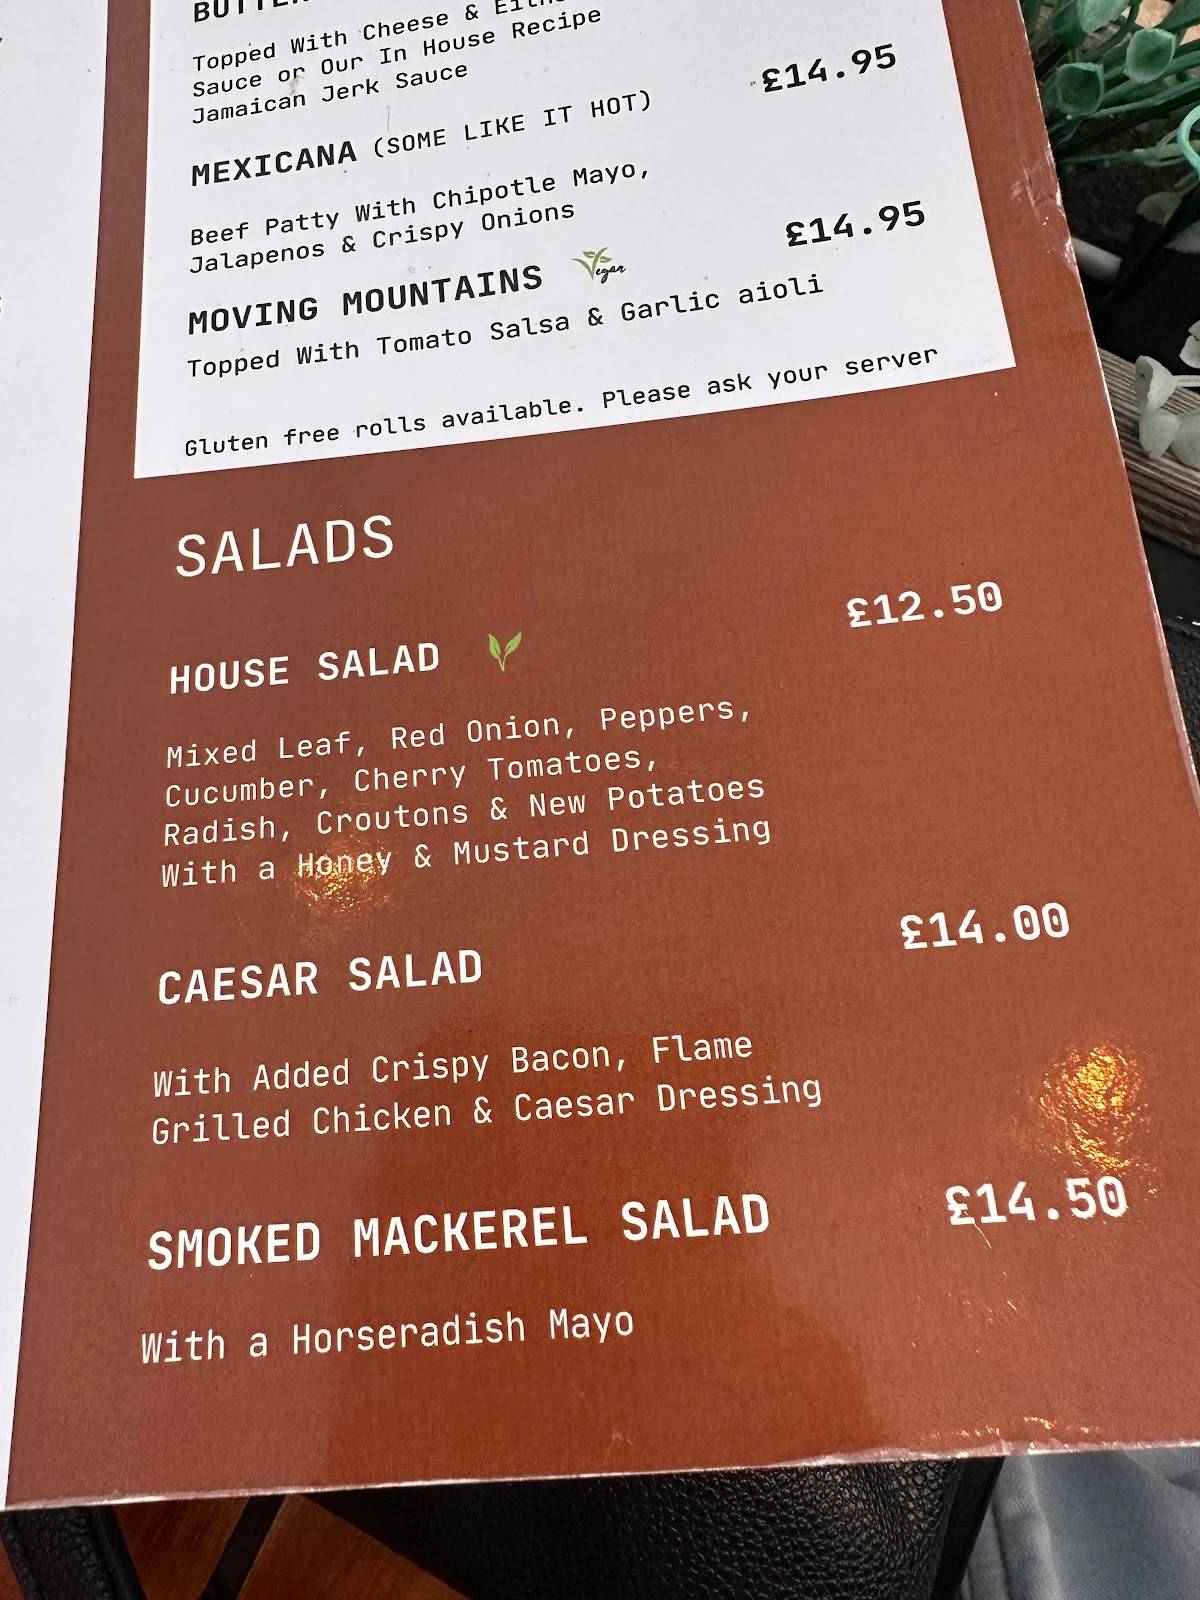 Topped With Cheese &
Sauce or Our In House Recipe
Jamaican Jerk Sauce
MEXICANA (SOME LIKE IT HOT) £14.95
Beef Patty With Chipotle Mayo,
Jalapenos & Crispy Onions
MOVING MOUNTAINS Vegan £14.95
Topped With Tomato Salsa & Garlic aioli
Gluten free rolls available. Please ask your server
SALADS
HOUSE SALAD £12.50
Mixed Leaf, Red Onion, Peppers,
Cucumber, Cherry Tomatoes,
Radish, Croutons & New Potatoes
With a Honey & Mustard Dressing
CAESAR SALAD £14.00
With Added Crispy Bacon, Flame
Grilled Chicken & Caesar Dressing
SMOKED MACKEREL SALAD £14.50
With a Horseradish Mayo